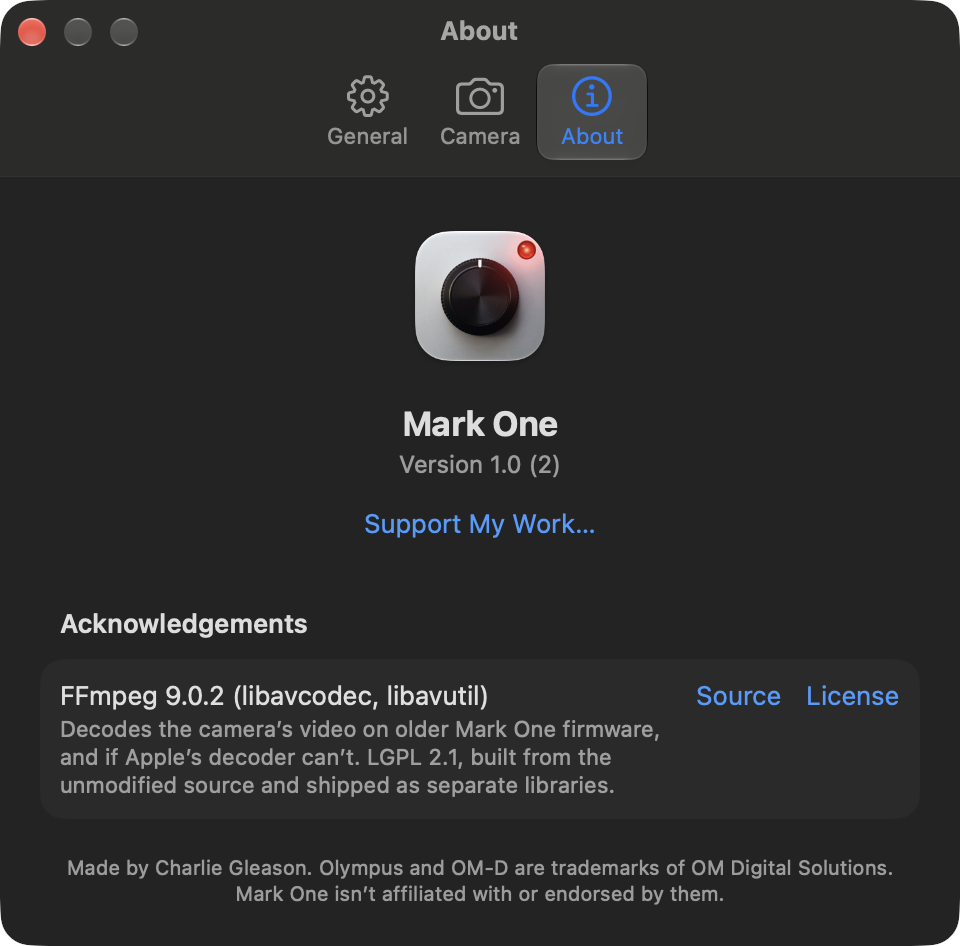 About
General
Camera
About
Mark One
Version 1.0 (2)
Support My Work...
Acknowledgements
FFmpeg 9.0.2 (libavcodec, libavutil)
Source
License
Decodes the camera’s video on older Mark One firmware,
and if Apple’s decoder can’t. LGPL 2.1, built from the
unmodified source and shipped as separate libraries.
Made by Charlie Gleason. Olympus and OM-D are trademarks of OM Digital Solutions.
Mark One isn’t affiliated with or endorsed by them.